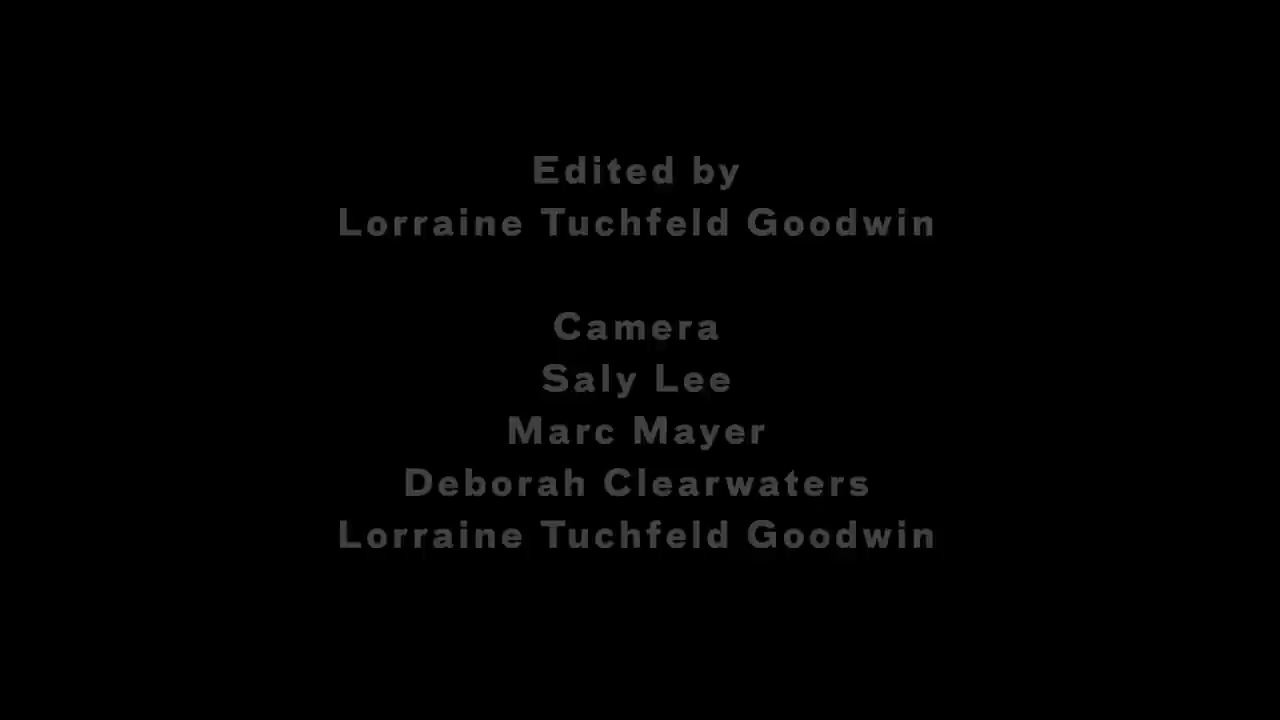 Edited by
Lorraine Tuchfeld Goodwin
Camera
Saly Lee
Marc Mayer
Deborah Clearwaters
Lorraine Tuchfeld Goodwin